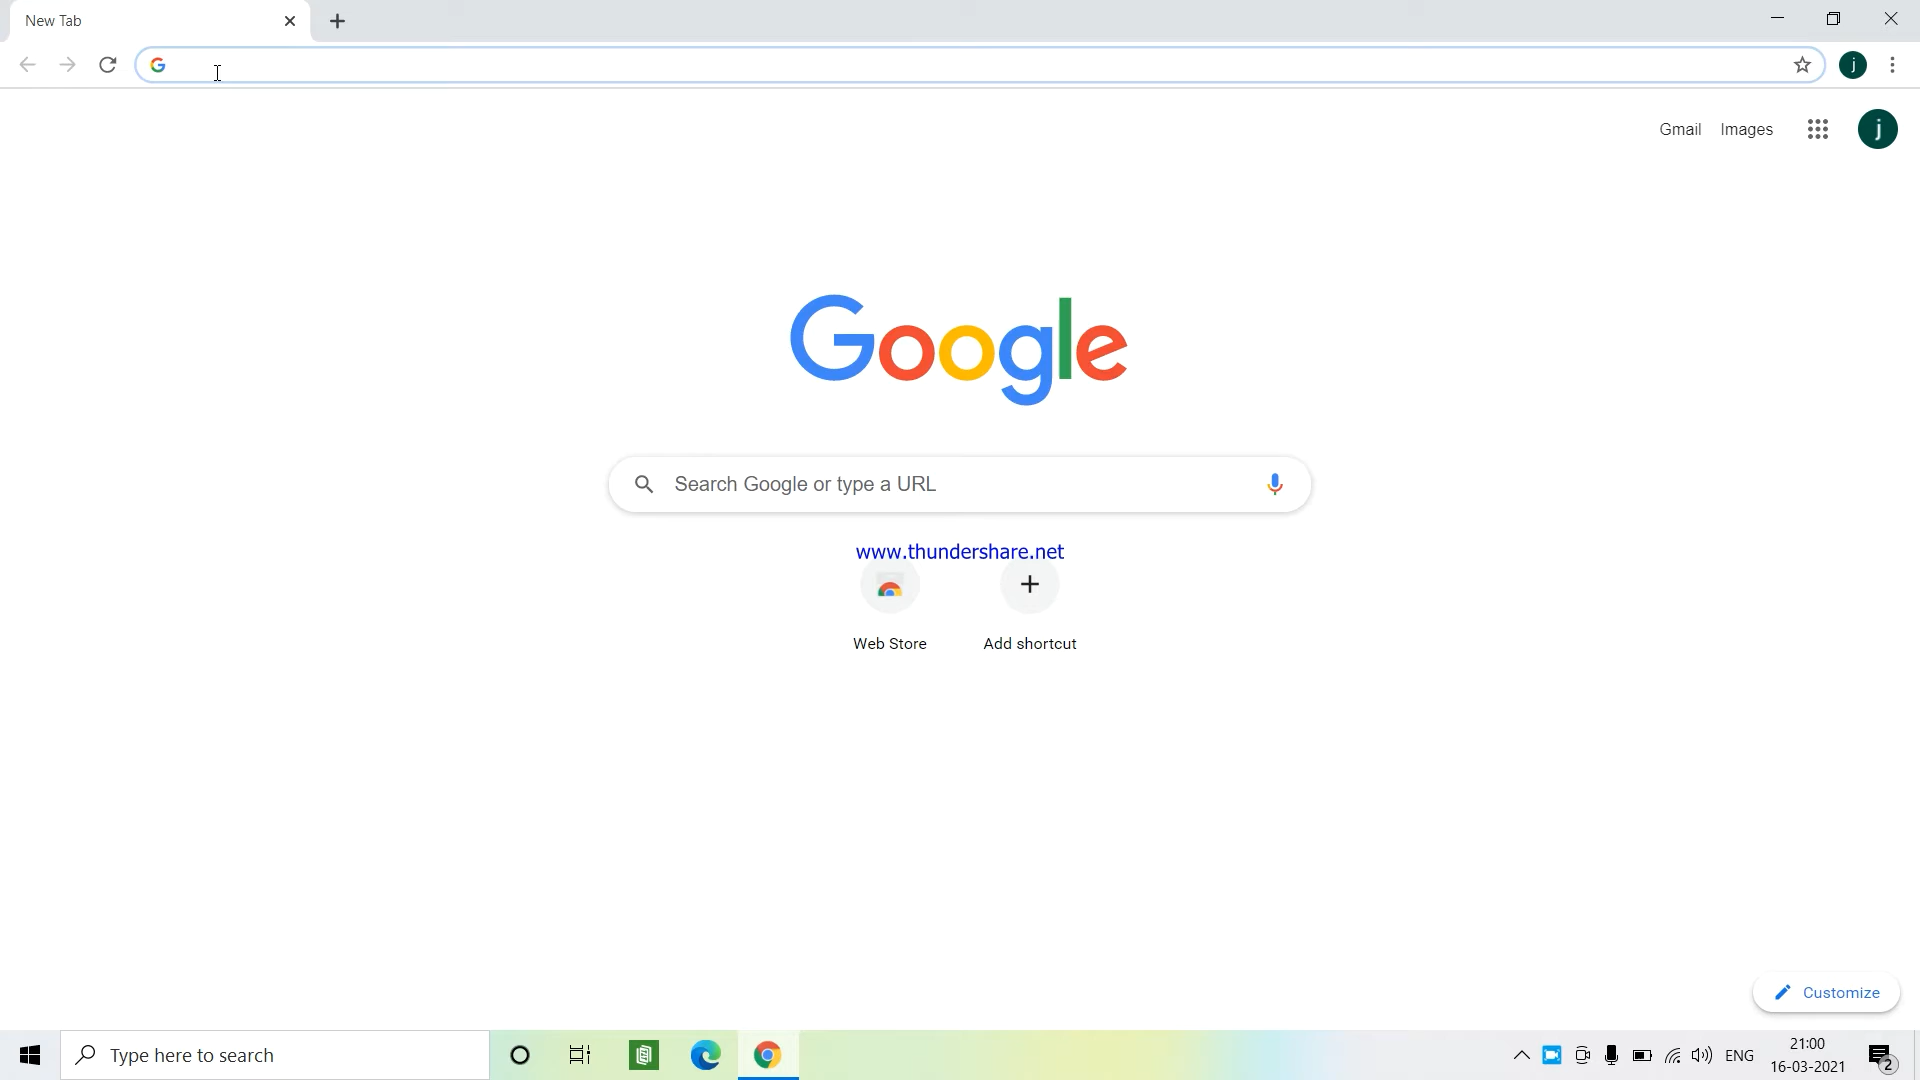 New Tab
j
Gmail Images
j
Google
Search Google or type a URL
www.thundershare.net
Web Store Add shortcut
Customize
Type here to search
ENG
21:00
16-03-2021
2